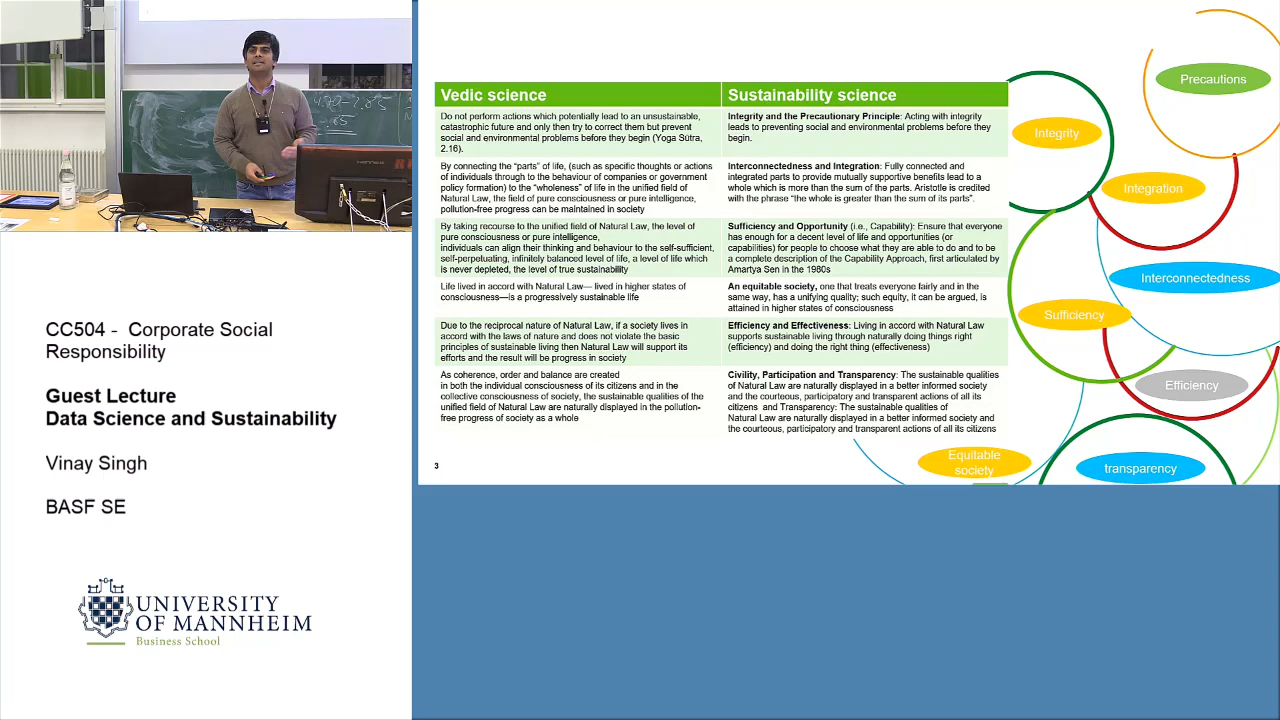 CC504 - Corporate Social
Responsibility
Guest Lecture
Data Science and Sustainability
Vinay Singh
BASF SE
UNIVERSITY
OF MANNHEIM
Business School
Vedic science
Do not perform actions which potentially lead to an unsustainable,
catastrophic future and only then try to correct them but prevent
social and environmental problems before they begin (Yoga Sūtra,
2.16).
By connecting the “parts” of life, (such as specific thoughts or actions
of individuals through to the behaviour of companies or government
policy formation) to the “wholeness” of life in the unified field of
Natural Law, the field of pure consciousness or pure intelligence,
pollution-free progress can be maintained in society
By taking recourse to the unified field of Natural Law, the level of
pure consciousness or pure intelligence,
individuals can align their thinking and behaviour to the self-sufficient,
self-perpetuating, infinitely balanced level of life, a level of life which
is never depleted, the level of true sustainability
Life lived in accord with Natural Law— lived in higher states of
consciousness—is a progressively sustainable life
Due to the reciprocal nature of Natural Law, if a society lives in
accord with the laws of nature and does not violate the basic
principles of sustainable living then Natural Law will support its
efforts and the result will be progress in society
As coherence, order and balance are created
in both the individual consciousness of its citizens and in the
collective consciousness of society, the sustainable qualities of the
unified field of Natural Law are naturally displayed in the pollution-
free progress of society as a whole
Sustainability science
Integrity and the Precautionary Principle: Acting with integrity
leads to preventing social and environmental problems before they
begin.
Interconnectedness and Integration: Fully connected and
integrated parts to provide mutually supportive benefits lead to a
whole which is more than the sum of the parts. Aristotle is credited
with the phrase “the whole is greater than the sum of its parts”.
Sufficiency and Opportunity (i.e., Capability): Ensure that everyone
has enough for a decent level of life and opportunities (or
capabilities) for people to choose what they are able to do and to be
a complete description of the Capability Approach, first articulated by
Amartya Sen in the 1980s
An equitable society, one that treats everyone fairly and in the
same way, has a unifying quality; such equity, it can be argued, is
attained in higher states of consciousness
Efficiency and Effectiveness: Living in accord with Natural Law
supports sustainable living through naturally doing things right
(efficiency) and doing the right thing (effectiveness)
Civility, Participation and Transparency: The sustainable qualities
of Natural Law are naturally displayed in a better informed society
and the courteous, participatory and transparent actions of all its
citizens and Transparency: The sustainable qualities of
Natural Law are naturally displayed in a better informed society and
the courteous, participatory and transparent actions of all its citizens
3
Precautions
Integrity
Integration
Interconnectedness
Sufficiency
Efficiency
Equitable
society
transparency